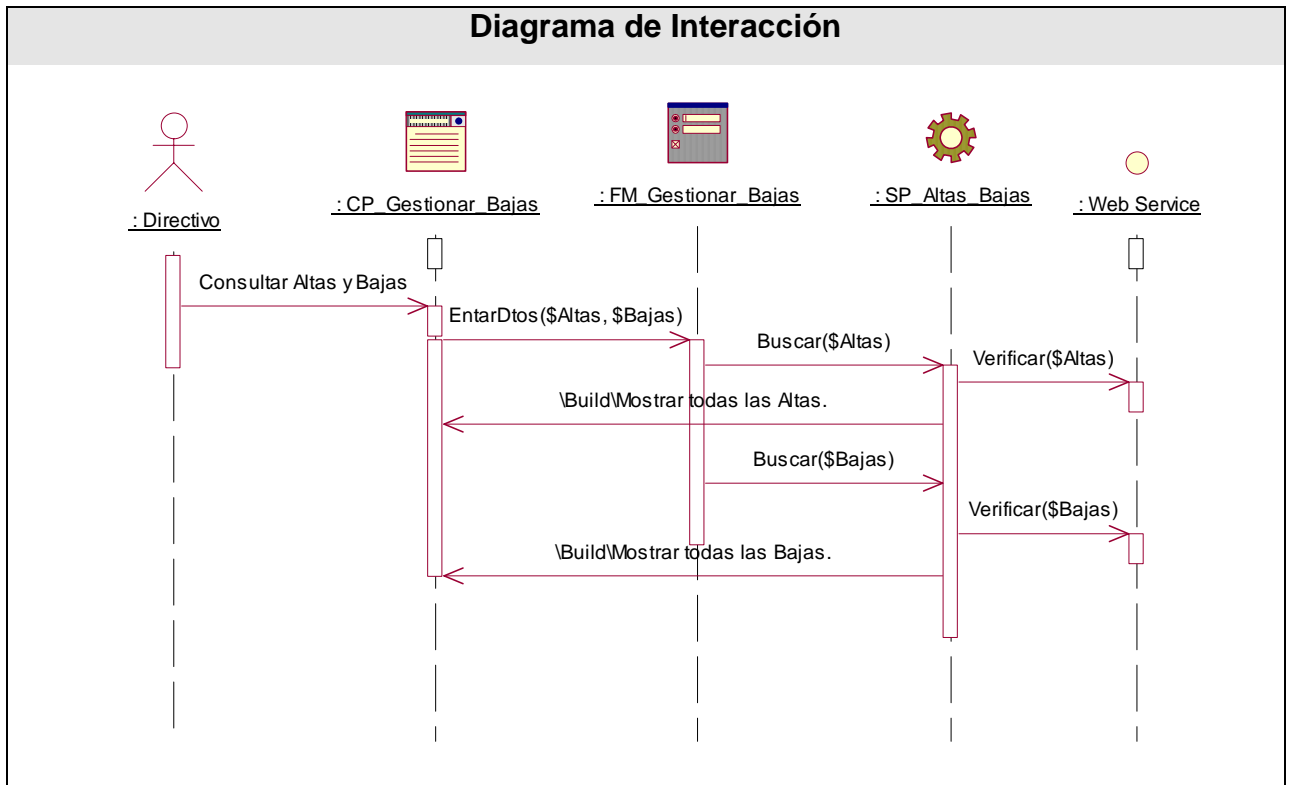 Diagrama de Interacción
: Directivo
: CP_Gestionar_Bajas
: FM_Gestionar_Bajas
: SP_Altas_Bajas
: Web Service
Consultar Altas y Bajas
EntarDtos($Altas, $Bajas)
Buscar($Altas)
Verificar($Altas)
\Build\Mostrar todas las Altas.
Buscar($Bajas)
Verificar($Bajas)
\Build\Mostrar todas las Bajas.